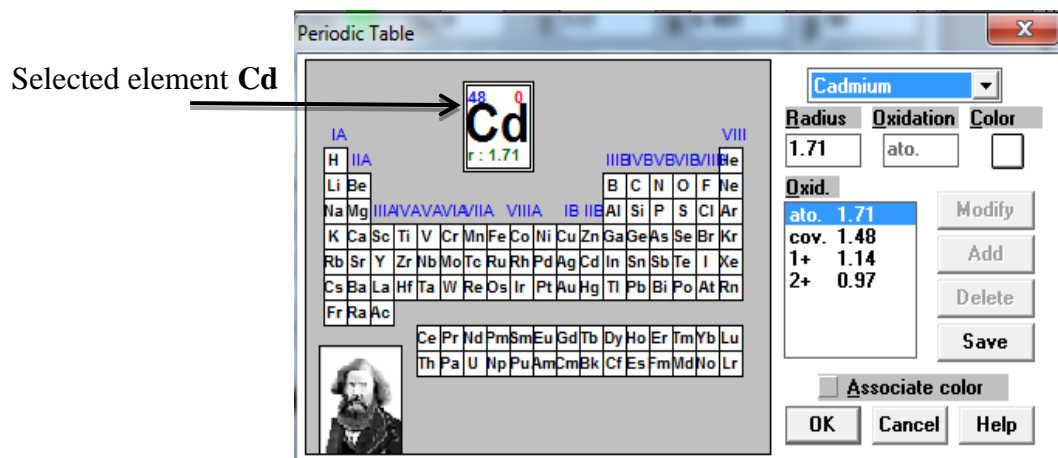 Periodic Table
X
Selected element Cd
48 0
Cd
r : 1.71
Cadmium
Radius Oxidation Color
1.71 ato.
Oxid.
ato. 1.71
cov. 1.48
1+ 1.14
2+ 0.97
Modify
Add
Delete
Save
Associate color
OK Cancel Help
IA VIII
H IIA IIIB IVB VB VIB VIIB He
Li Be B C N O F Ne
Na Mg IIIA IVA VA VIA VIIA VIIIA IB IIB Al Si P S Cl Ar
K Ca Sc Ti V Cr Mn Fe Co Ni Cu Zn Ga Ge As Se Br Kr
Rb Sr Y Zr Nb Mo Tc Ru Rh Pd Ag Cd In Sn Sb Te I Xe
Cs Ba La Hf Ta W Re Os Ir Pt Au Hg Tl Pb Bi Po At Rn
Fr Ra Ac
Ce Pr Nd Pm Sm Eu Gd Tb Dy Ho Er Tm Yb Lu
Th Pa U Np Pu Am Cm Bk Cf Es Fm Md No Lr